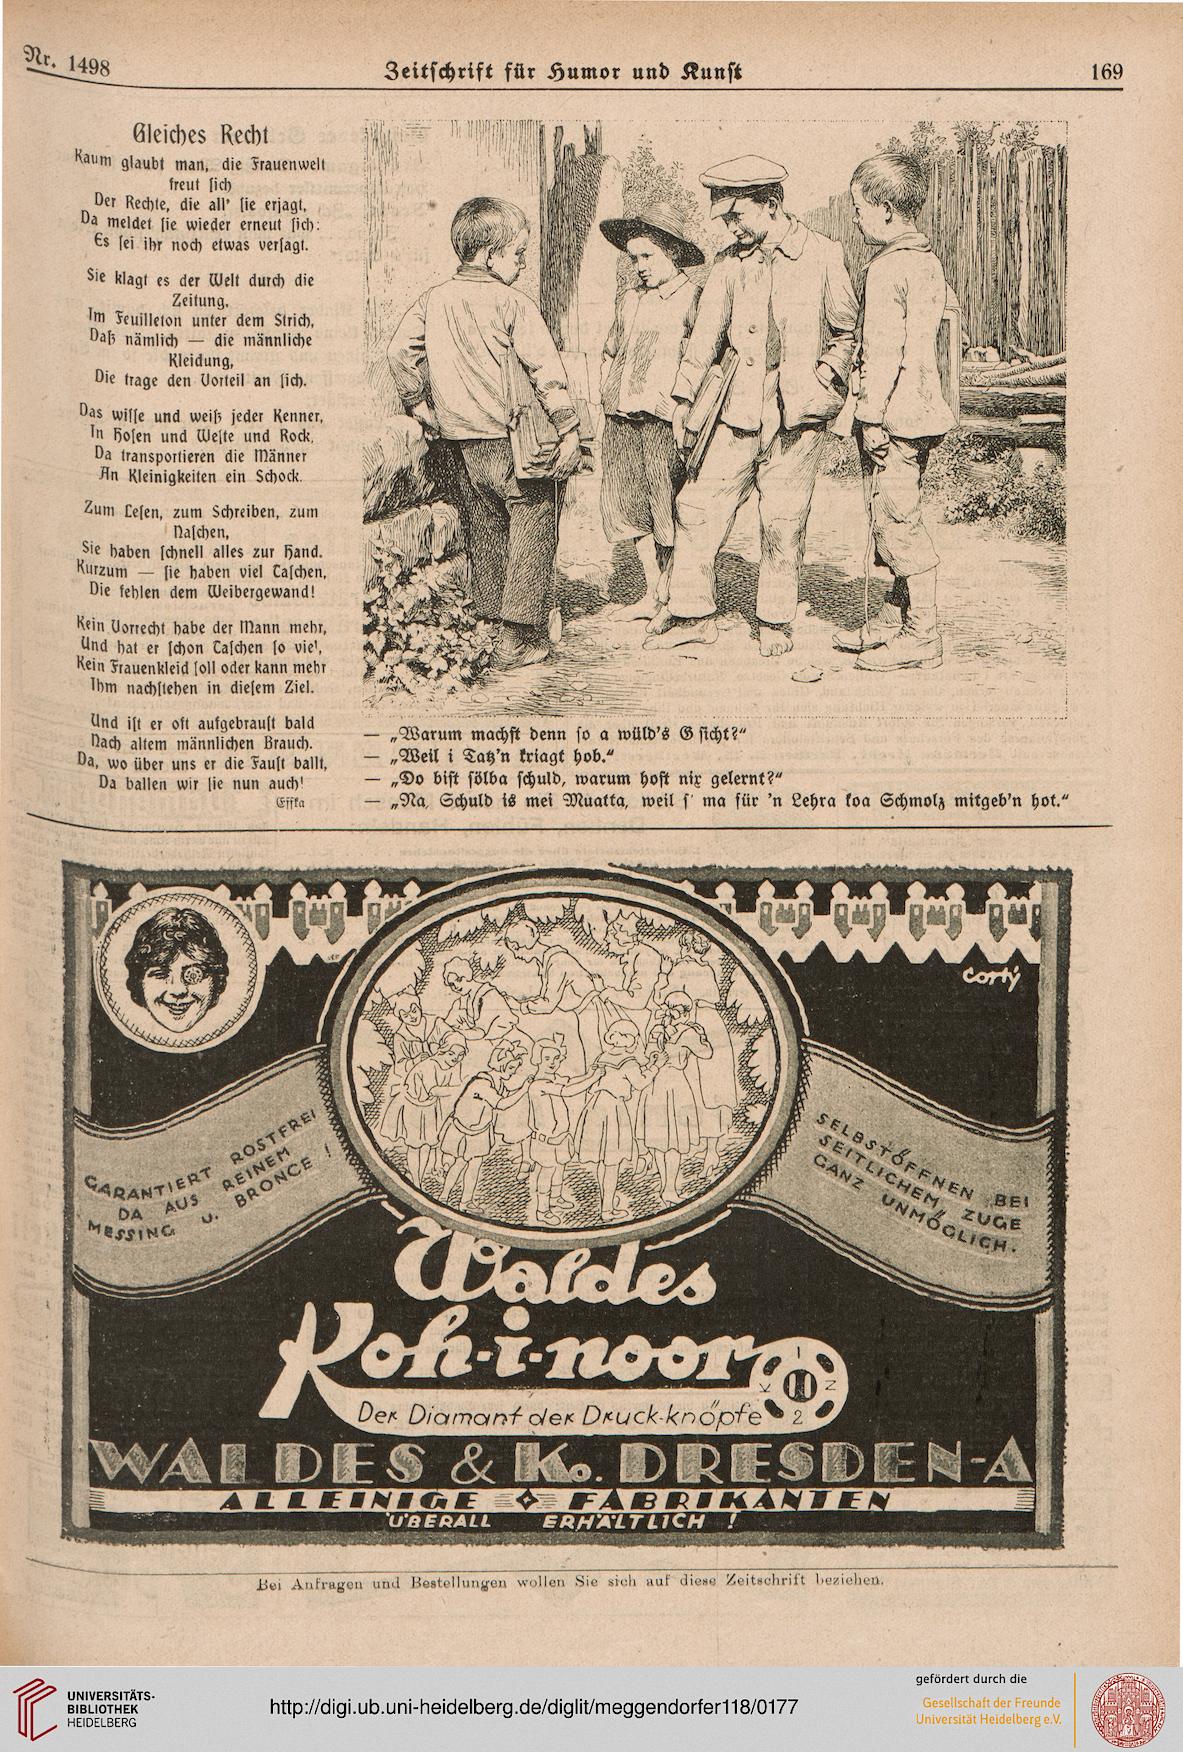 Nr. 1498
Zeitschrift für Humor und Kunst
169
Gleiches Recht
Kaum glaubt man, die Frauenwelt
freut sich
Der Rechte, die all' sie erjagt,
Da meldet sie wieder erneut sich:
Es sei ihr noch etwas versagt.
Sie klagt es der Welt durch die
Zeitung,
Im Feuilleton unter dem Strich,
Daß nämlich — die männliche
Kleidung,
Die trage den Vorteil an sich.
Das wisse und weiß jeder Kenner,
In Hosen und Weste und Rock,
Da transportieren die Männer
An Kleinigkeiten ein Schock.
Zum Lesen, zum Schreiben, zum
Naschen,
Sie haben schnell alles zur Hand.
Kurzum — sie haben viel Taschen,
Die fehlen dem Weibergewand!
Kein Vorrecht habe der Mann mehr,
Und hat er schon Taschen so viel,
Kein Frauenkleid soll oder kann mehr
Ihm nachstehen in diesem Ziel.
Und ist er oft aufgebraust bald
Nach altem männlichen Brauch.
Da, wo über uns er die Faust ballt,
Da ballen wir sie nun auch!
Effka
— „Warum machst denn so a wüld's G'sicht?"
— „Weil i Tatz'n kriagt hob."
— „Do bist sölba schuld, warum host nix gelernt?"
— „Na, Schuld is mei Muatta, weil s' ma für 'n Lehra koa Schmolz mitgeb'n hot."
Corty
GARANTIERT ROSTFREI
DA AUS REINEM
MESSING U. BRONCE !
SELBSTÖFFNEN BEI
SEITLICHEM ZUGE
GANZ UNMÖGLICH.
Waldes
Koh-i-noor
K I N 2
Der Diamant der Druck-knöpfe
WALDES & Ko. DRESDEN-A
ALLEINIGE FABRIKANTEN
ÜBERALL ERHÄLTLICH !
Bei Anfragen und Bestellungen wollen Sie sich auf diese Zeitschrift beziehen.
UNIVERSITÄTS-
BIBLIOTHEK
HEIDELBERG
http://digi.ub.uni-heidelberg.de/diglit/meggendorfer118/0177
gefördert durch die
Gesellschaft der Freunde
Universität Heidelberg e.V.